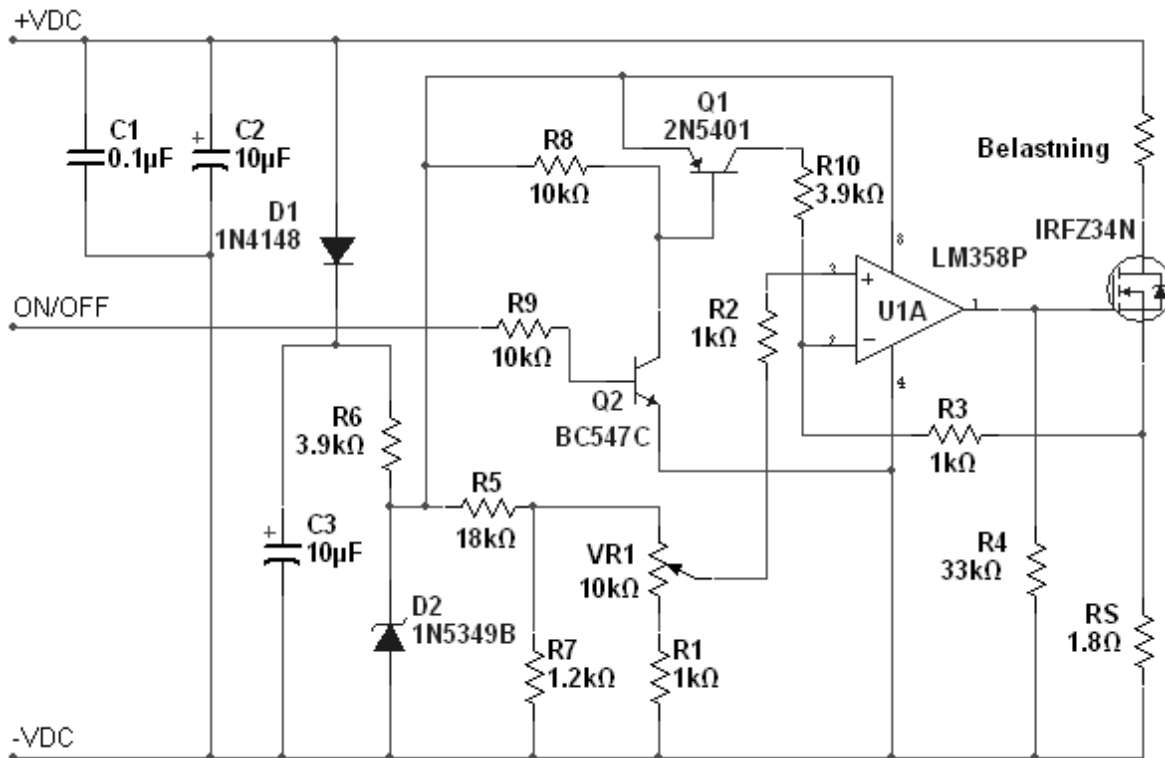 +VDC
C1
0.1µF
C2
10µF
+
D1
1N4148
R8
10kΩ
Q1
2N5401
R10
3.9kΩ
Belastning
IRFZ34N
LM358P
8
3
+
U1A
1
2
−
4
ON/OFF
R9
10kΩ
R2
1kΩ
Q2
BC547C
R3
1kΩ
R6
3.9kΩ
R5
18kΩ
+
C3
10µF
VR1
10kΩ
R4
33kΩ
D2
1N5349B
R7
1.2kΩ
R1
1kΩ
RS
1.8Ω
-VDC